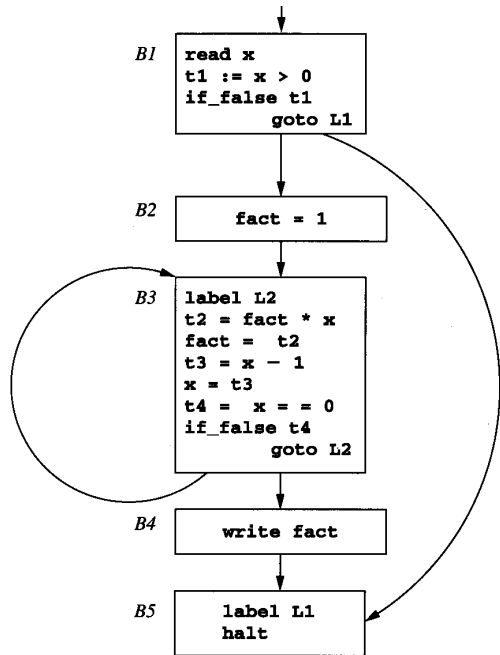 B1
read x
t1 := x > 0
if_false t1
goto L1
B2
fact = 1
B3
label L2
t2 = fact * x
fact = t2
t3 = x − 1
x = t3
t4 = x = = 0
if_false t4
goto L2
B4
write fact
B5
label L1
halt